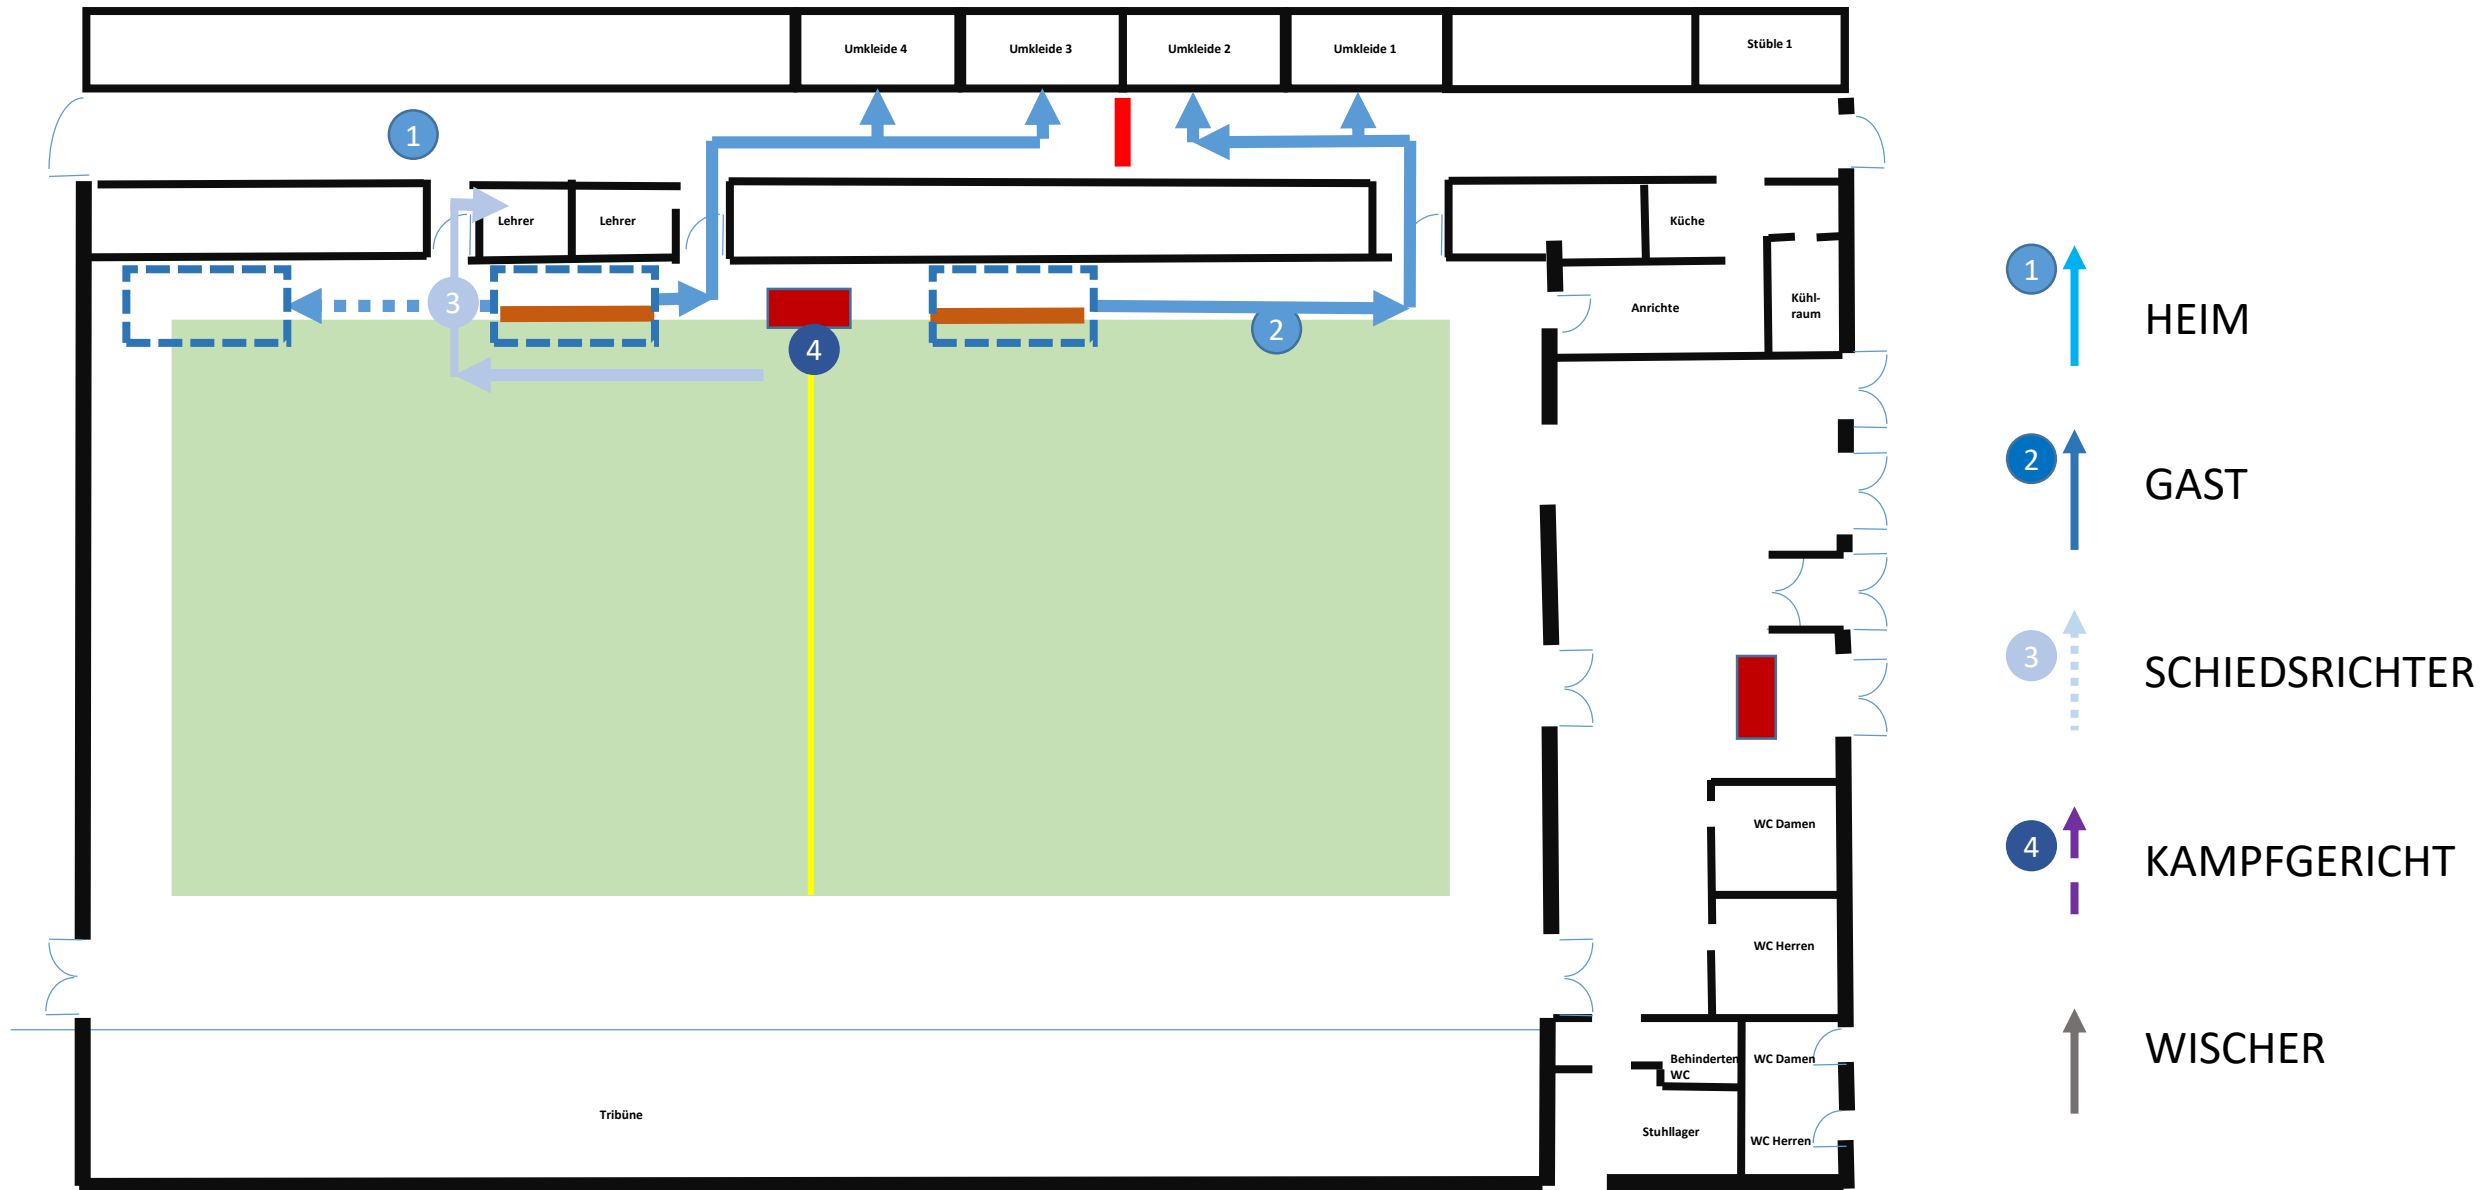 Umkleide 4
Umkleide 3
Umkleide 2
Umkleide 1
Stüble 1
1
Lehrer
Lehrer
Küche
3
4
2
Anrichte
Kühl-
raum
WC Damen
WC Herren
Behinderten
WC
WC Damen
Tribüne
Stuhllager
WC Herren
1
HEIM
2
GAST
3
SCHIEDSRICHTER
4
KAMPFGERICHT
WISCHER